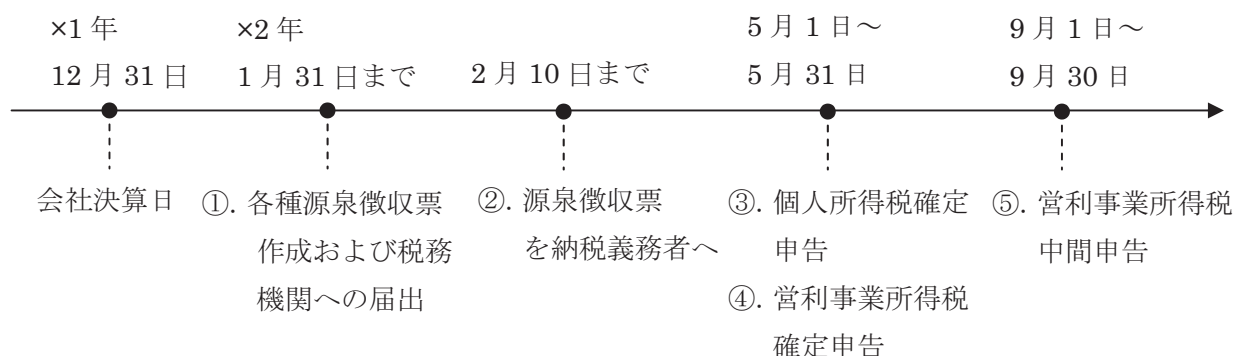 ×1 年
12 月 31 日
×2 年
1 月 31 日まで
2 月 10 日まで
5 月 1 日～
5 月 31 日
9 月 1 日～
9 月 30 日
会社決算日
①. 各種源泉徴収票
作成および税務
機関への届出
②. 源泉徴収票
を納税義務者へ
③. 個人所得税確定
申告
④. 営利事業所得税
確定申告
⑤. 営利事業所得税
中間申告